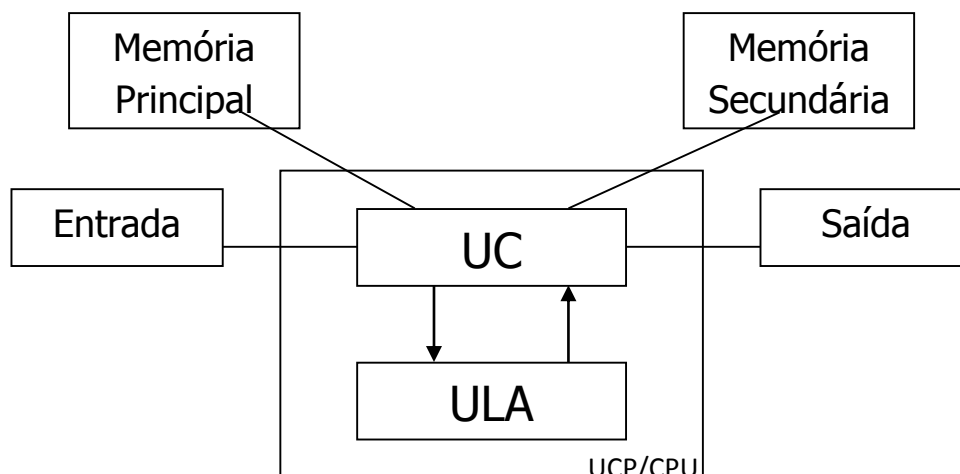 Memória
Principal
Memória
Secundária
Entrada
UC
Saída
ULA
UCP/CPU